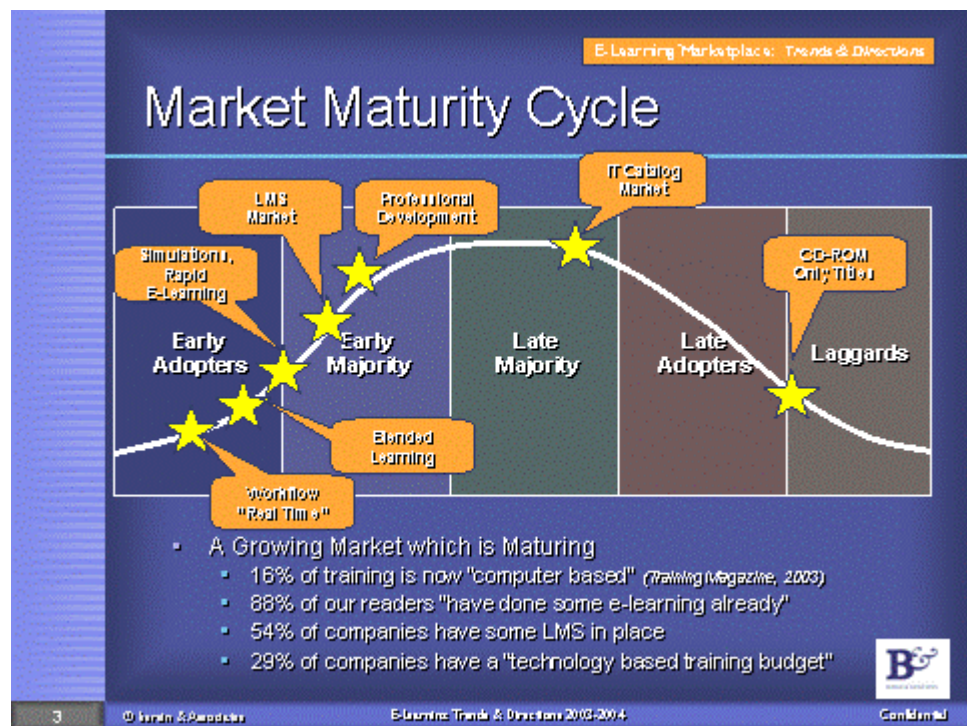 E-Learning Marketplace: Trends & Directions
Market Maturity Cycle
IT Catalog
Market
LMS
Market
Professional
Development
Simulations,
Rapid
E-Learning
CD-ROM
Only Titles
Early
Adopters
Early
Majority
Late
Majority
Late
Adopters
Laggards
Blended
Learning
Workflow
"Real Time"
A Growing Market which is Maturing
16% of training is now "computer based" (Training Magazine, 2003)
88% of our readers "have done some e-learning already"
54% of companies have some LMS in place
29% of companies have a "technology based training budget"
B&
3
© Bersin & Associates
E-Learning Trends & Directions 2003-2004
Confidential